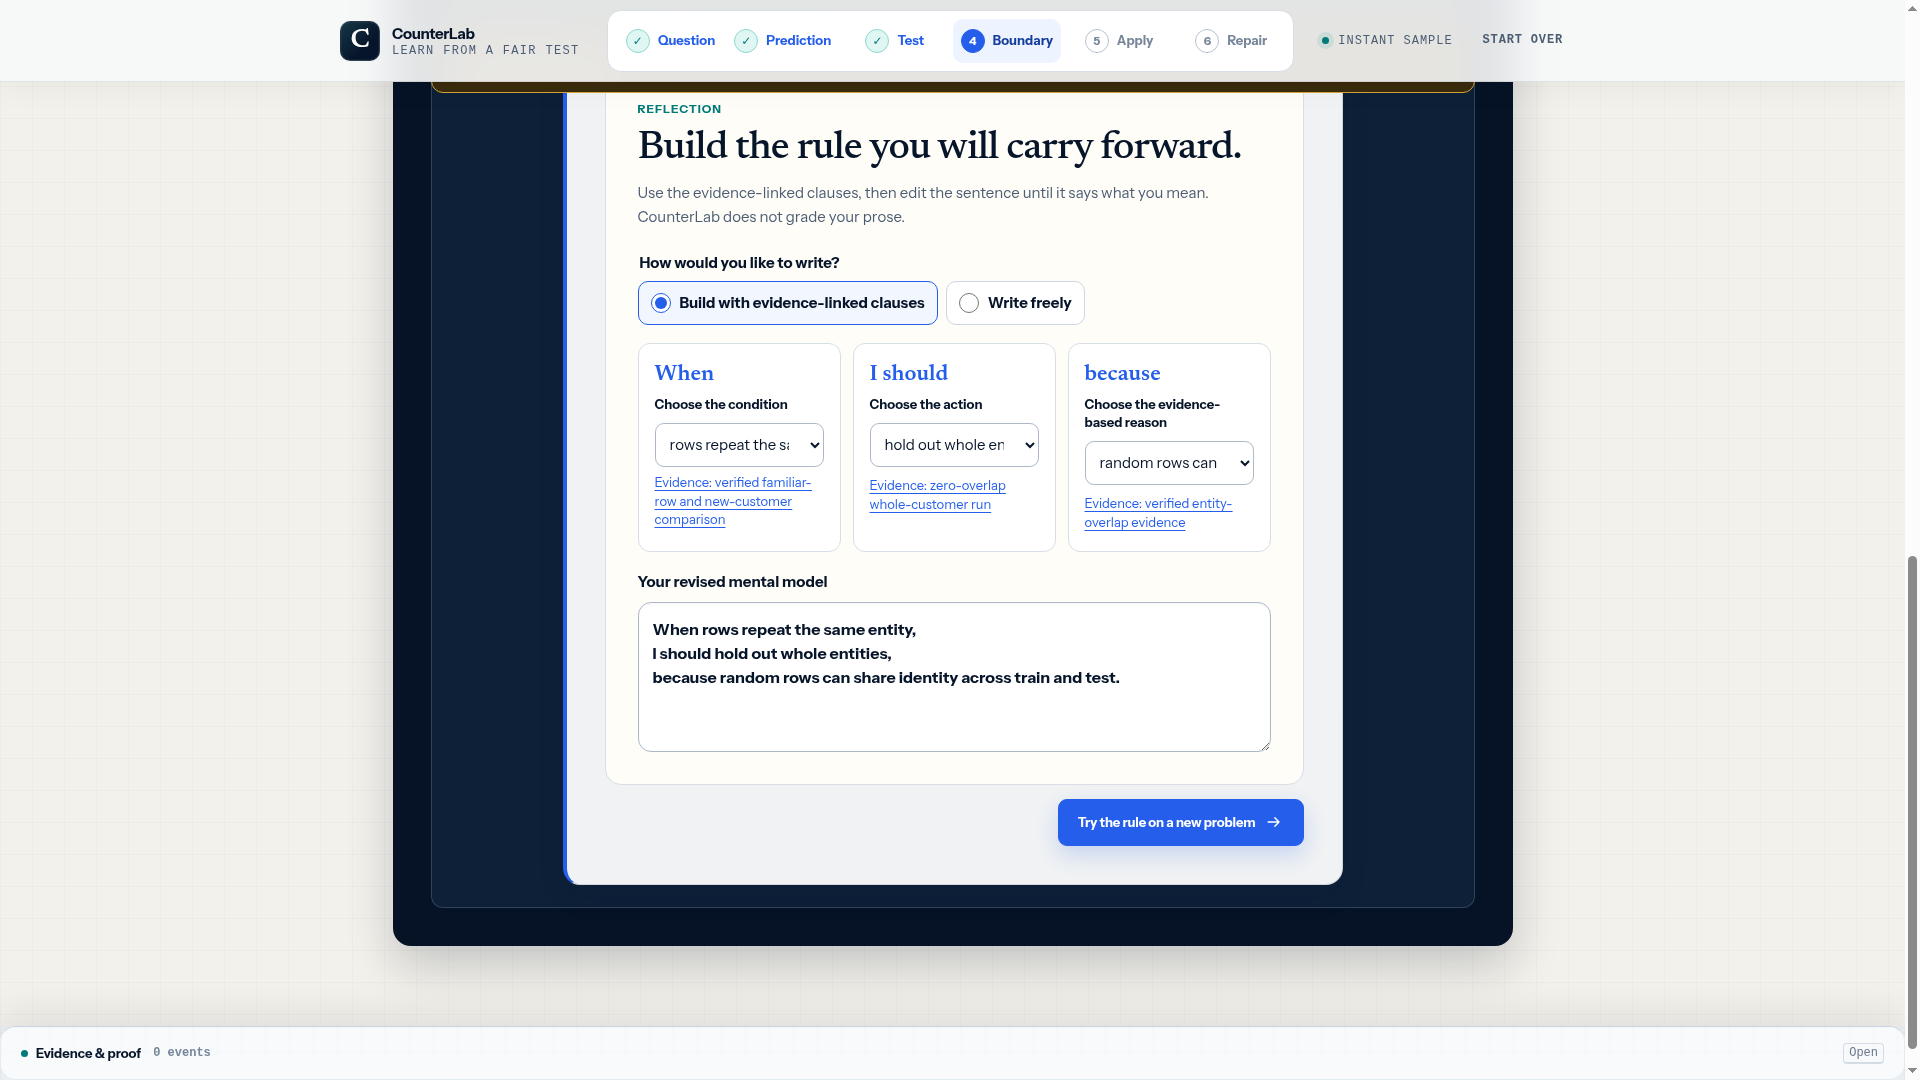 C
CounterLab
LEARN FROM A FAIR TEST
✓ Question
✓ Prediction
✓ Test
4 Boundary
5 Apply
6 Repair
INSTANT SAMPLE
START OVER
REFLECTION
Build the rule you will carry forward.
Use the evidence-linked clauses, then edit the sentence until it says what you mean.
CounterLab does not grade your prose.
How would you like to write?
Build with evidence-linked clauses
Write freely
When
Choose the condition
rows repeat the sa
Evidence: verified familiar-
row and new-customer
comparison
I should
Choose the action
hold out whole en
Evidence: zero-overlap
whole-customer run
because
Choose the evidence-
based reason
random rows can
Evidence: verified entity-
overlap evidence
Your revised mental model
When rows repeat the same entity,
I should hold out whole entities,
because random rows can share identity across train and test.
Try the rule on a new problem →
Evidence & proof 0 events
Open